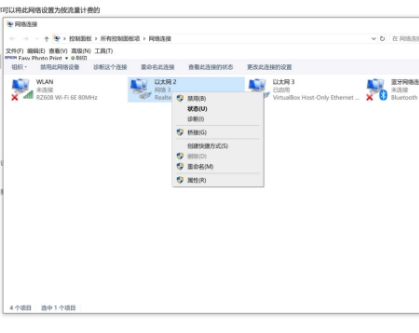 即可以将此网络设置为按流量计费的
网络连接
控制面板 › 所有控制面板项 › 网络连接
在 网络连
文件(F) 编辑(E) 查看(V) 高级(N) 工具(T)
Easy Photo Print
组织 禁用此网络设备 诊断这个连接 重命名此连接 查看此连接的状态 更改此连接的设置
WLAN
未连接
RZ608 Wi-Fi 6E 80MHz
以太网 2
网络 3
Realte
以太网 3
已启用
VirtualBox Host-Only Ethernet ...
蓝牙网络
未连接
Bluetooth
禁用(B)
状态(U)
诊断(I)
桥接(G)
创建快捷方式(S)
删除(D)
重命名(M)
属性(R)
4 个项目 选中 1 个项目